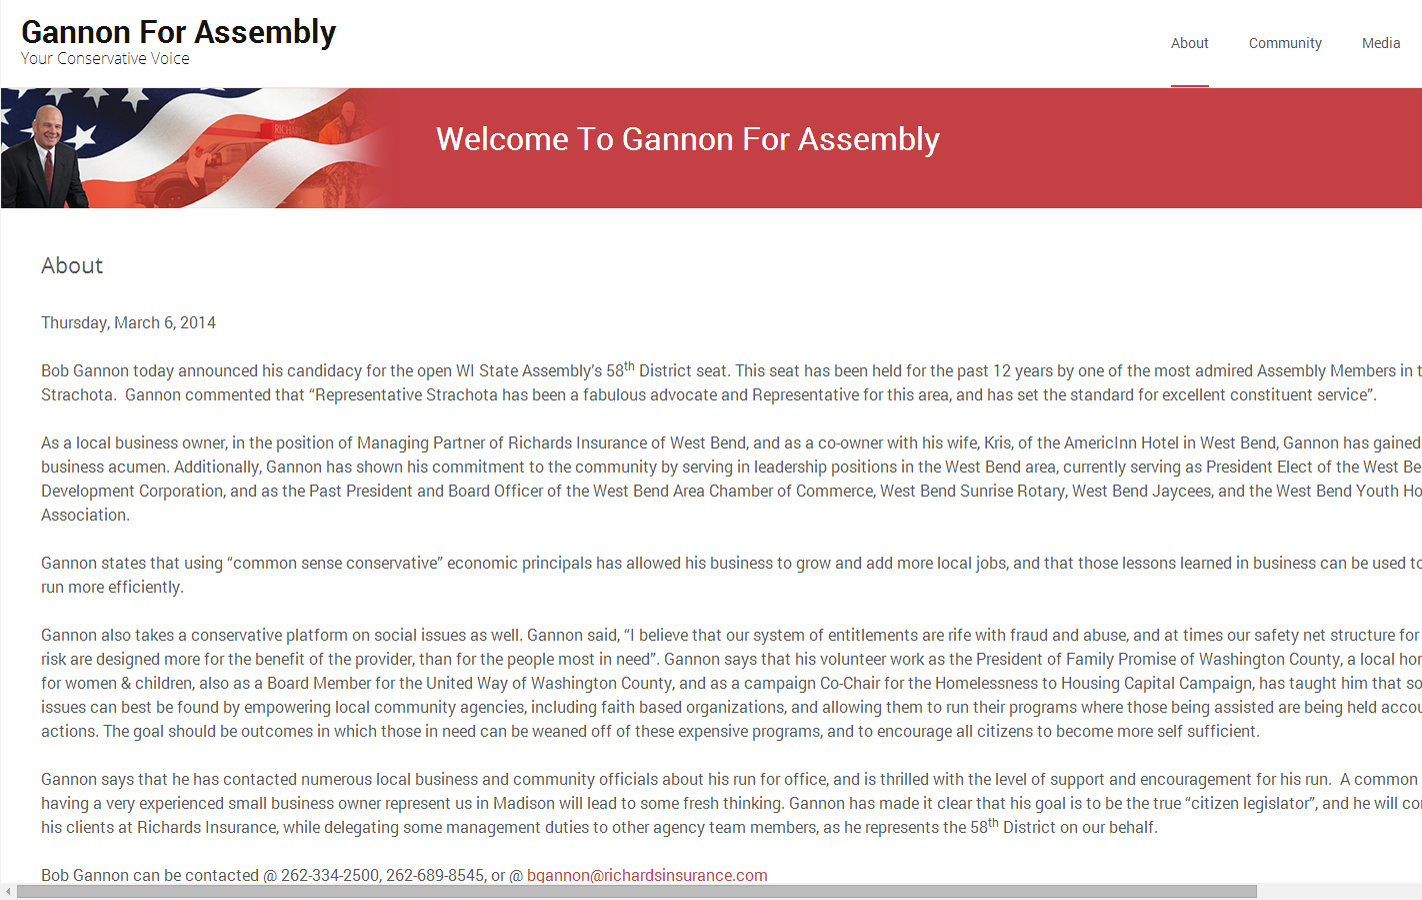 Gannon For Assembly
Your Conservative Voice
About Community Media
RICHA
Welcome To Gannon For Assembly
About
Thursday, March 6, 2014
Bob Gannon today announced his candidacy for the open WI State Assembly’s 58th District seat. This seat has been held for the past 12 years by one of the most admired Assembly Members in t
Strachota.  Gannon commented that “Representative Strachota has been a fabulous advocate and Representative for this area, and has set the standard for excellent constituent service”.
As a local business owner, in the position of Managing Partner of Richards Insurance of West Bend, and as a co-owner with his wife, Kris, of the AmericInn Hotel in West Bend, Gannon has gained
business acumen. Additionally, Gannon has shown his commitment to the community by serving in leadership positions in the West Bend area, currently serving as President Elect of the West Be
Development Corporation, and as the Past President and Board Officer of the West Bend Area Chamber of Commerce, West Bend Sunrise Rotary, West Bend Jaycees, and the West Bend Youth Ho
Association.
Gannon states that using “common sense conservative” economic principals has allowed his business to grow and add more local jobs, and that those lessons learned in business can be used to
run more efficiently.
Gannon also takes a conservative platform on social issues as well. Gannon said, “I believe that our system of entitlements are rife with fraud and abuse, and at times our safety net structure for
risk are designed more for the benefit of the provider, than for the people most in need”. Gannon says that his volunteer work as the President of Family Promise of Washington County, a local hor
for women & children, also as a Board Member for the United Way of Washington County, and as a campaign Co-Chair for the Homelessness to Housing Capital Campaign, has taught him that so
issues can best be found by empowering local community agencies, including faith based organizations, and allowing them to run their programs where those being assisted are being held accou
actions. The goal should be outcomes in which those in need can be weaned off of these expensive programs, and to encourage all citizens to become more self sufficient.
Gannon says that he has contacted numerous local business and community officials about his run for office, and is thrilled with the level of support and encouragement for his run.  A common
having a very experienced small business owner represent us in Madison will lead to some fresh thinking. Gannon has made it clear that his goal is to be the true “citizen legislator”, and he will co
his clients at Richards Insurance, while delegating some management duties to other agency team members, as he represents the 58th District on our behalf.
Bob Gannon can be contacted @ 262-334-2500, 262-689-8545, or @ bgannon@richardsinsurance.com